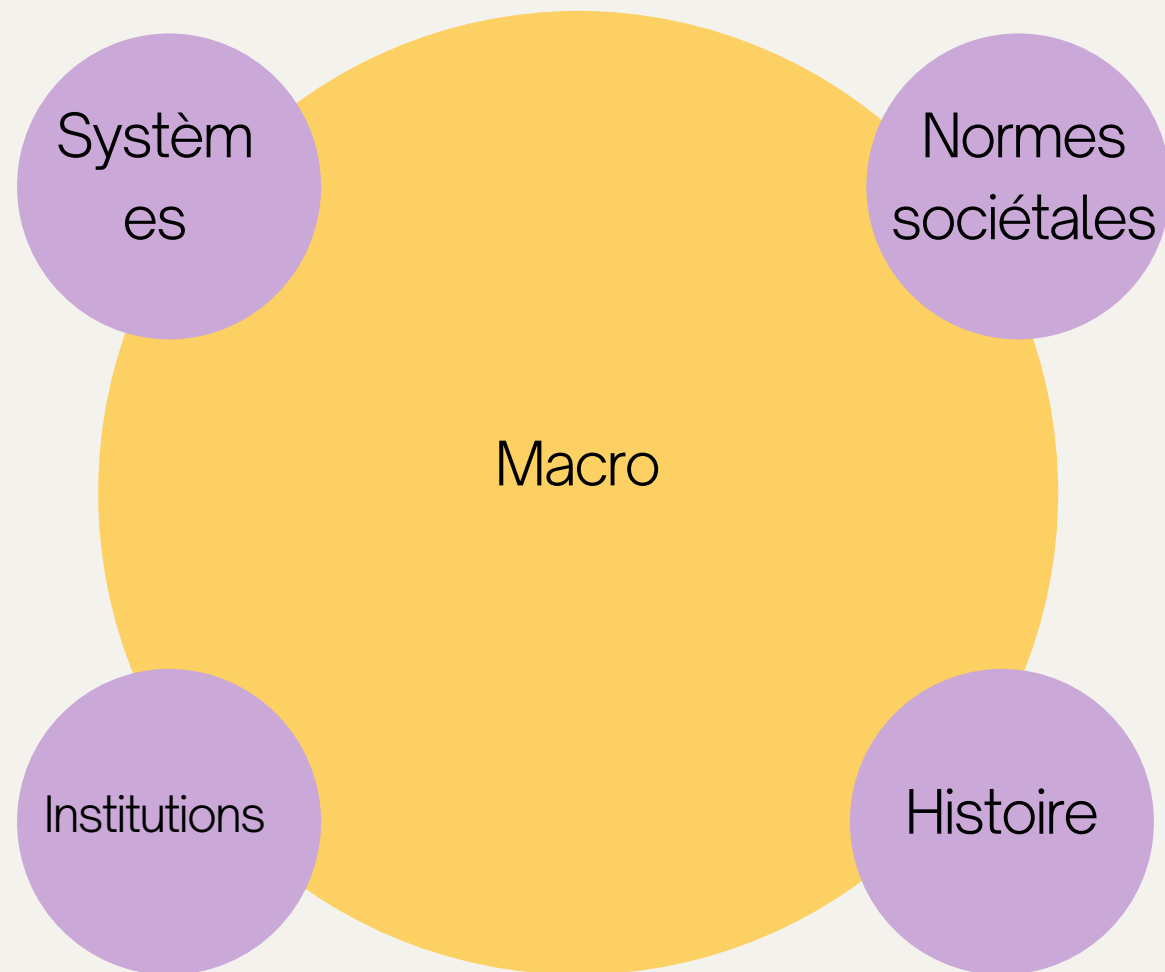 Systèm
es
Normes
sociétales
Macro
Institutions
Histoire